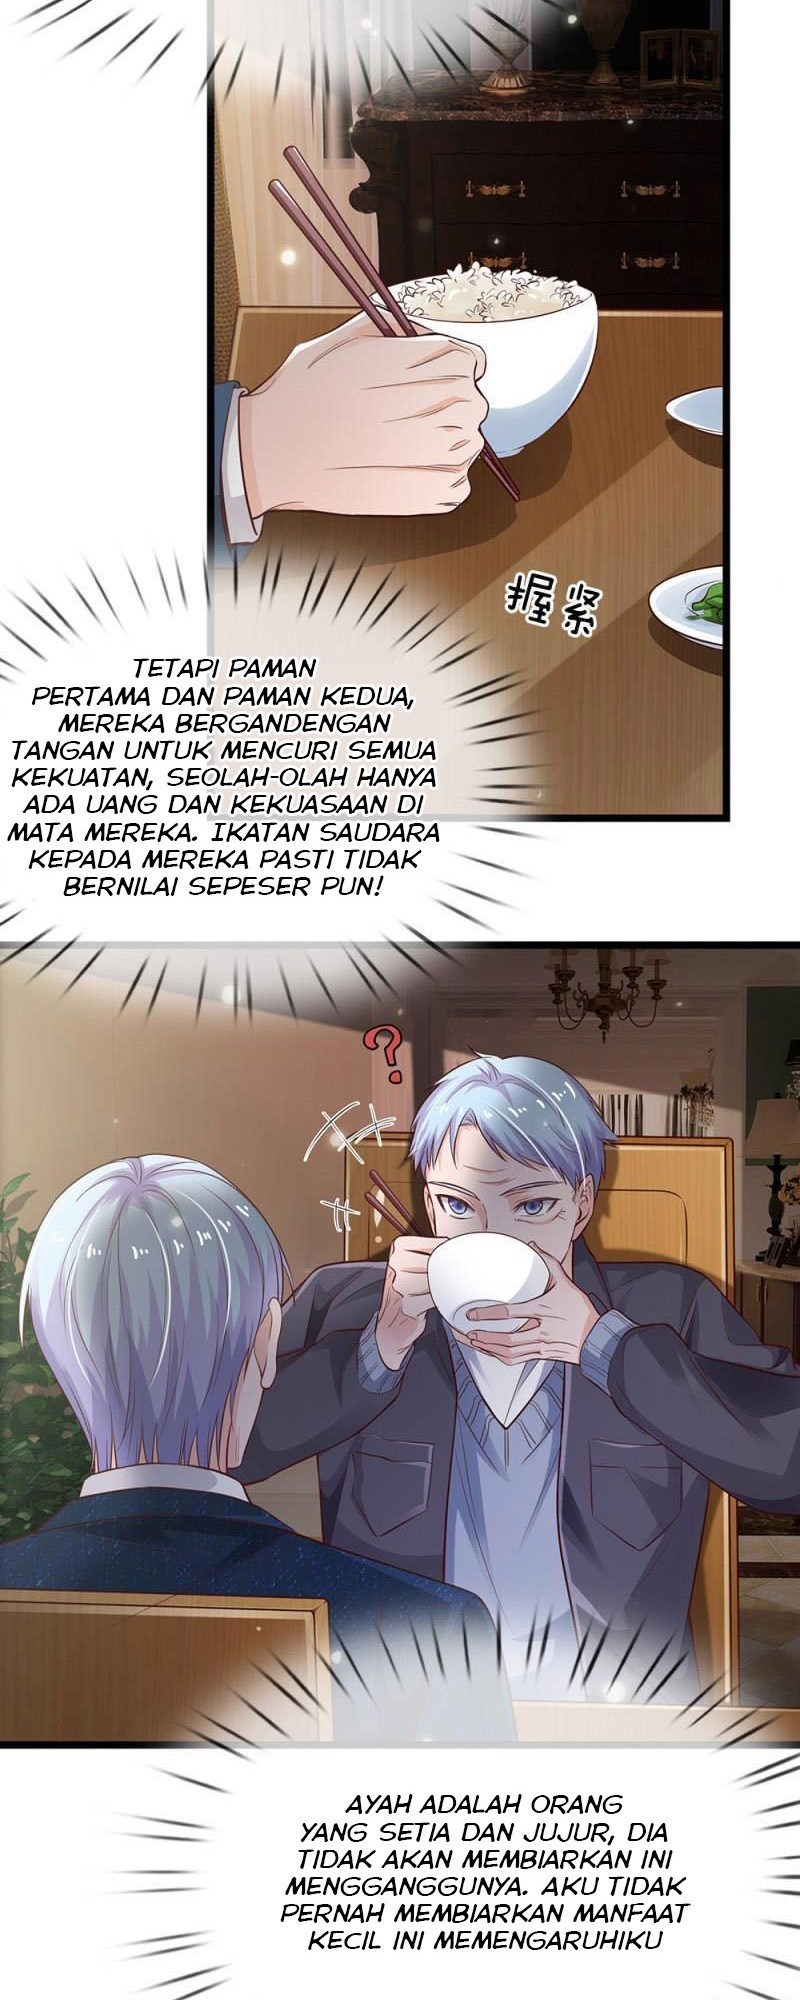 握紧
TETAPI PAMAN
PERTAMA DAN PAMAN KEDUA,
MEREKA BERGANDENGAN
TANGAN UNTUK MENCURI SEMUA
KEKUATAN, SEOLAH-OLAH HANYA
ADA UANG DAN KEKUASAAN DI
MATA MEREKA. IKATAN SAUDARA
KEPADA MEREKA PASTI TIDAK
BERNILAI SEPESER PUN!
?
AYAH ADALAH ORANG
YANG SETIA DAN JUJUR, DIA
TIDAK AKAN MEMBIARKAN INI
MENGGANGGUNYA. AKU TIDAK
PERNAH MEMBIARKAN MANFAAT
KECIL INI MEMENGARUHIKU